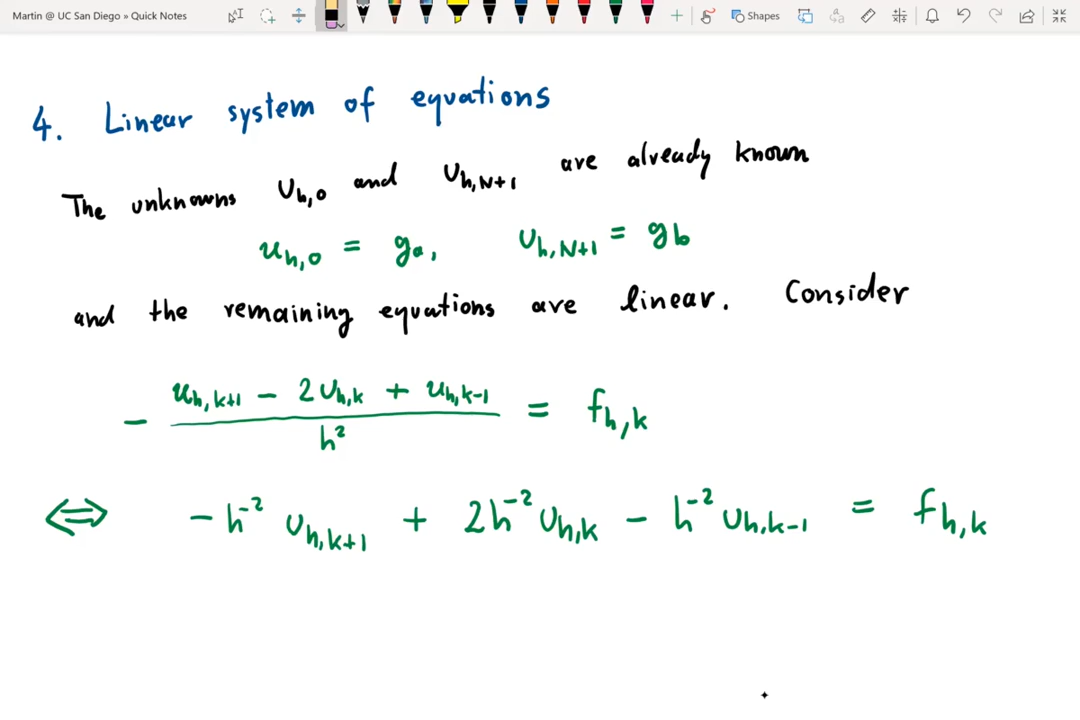 Martin @ UC San Diego » Quick Notes
Shapes
4. Linear system of equations
The unknowns U_{h,0} and U_{h,N+1} are already known
u_{h,0} = g_a, U_{h,N+1} = g_b
and the remaining equations are linear. Consider
- \frac{u_{h,k+1} - 2u_{h,k} + u_{h,k-1}}{h^2} = f_{h,k}
⇔ -h^{-2} u_{h,k+1} + 2h^{-2} u_{h,k} - h^{-2} u_{h,k-1} = f_{h,k}